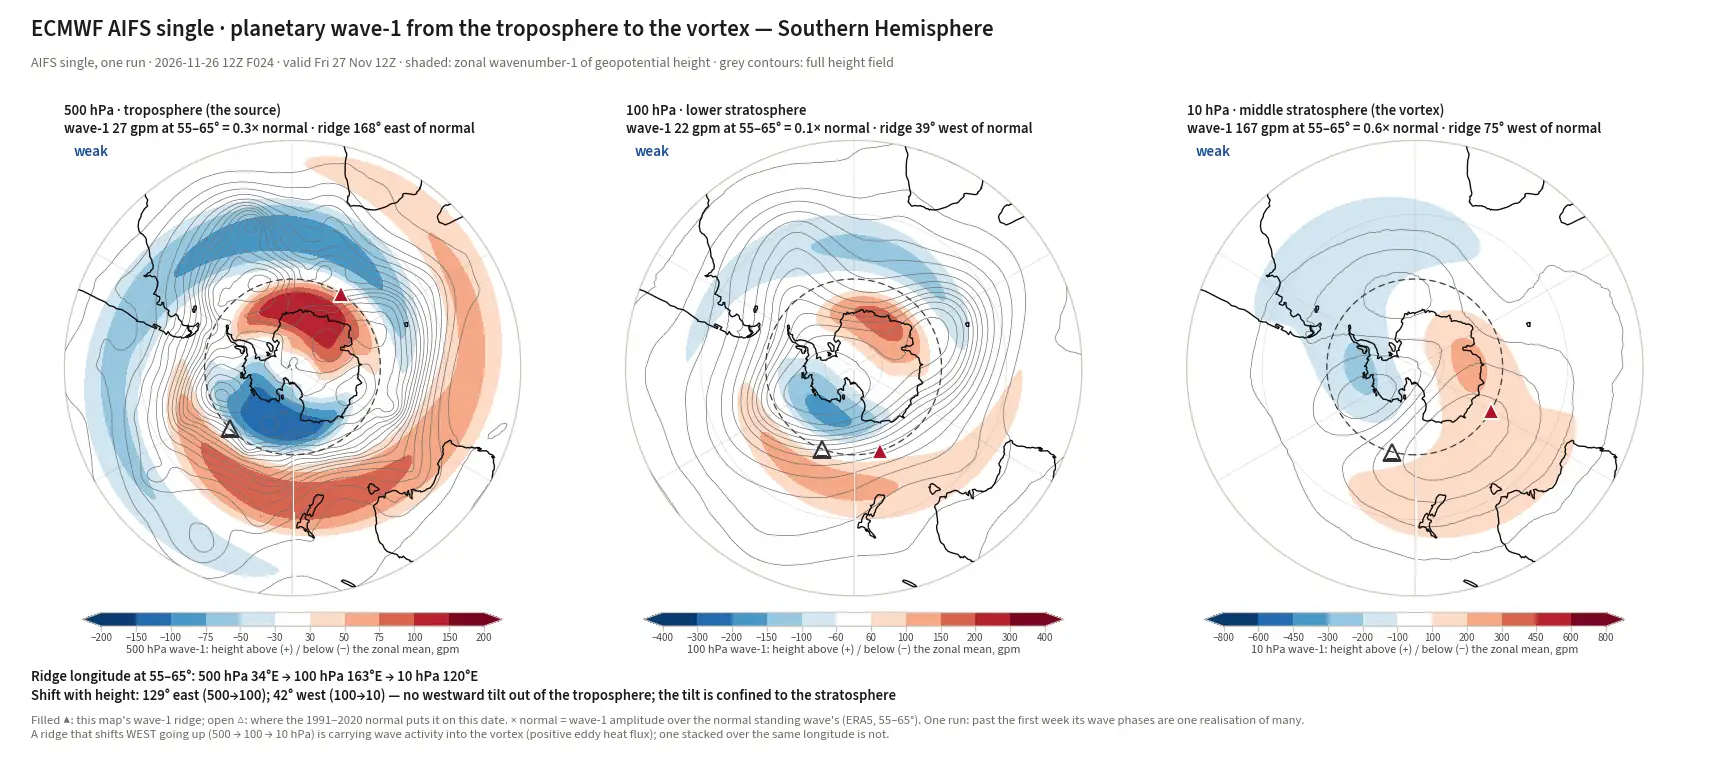 ECMWF AIFS single · planetary wave-1 from the troposphere to the vortex — Southern Hemisphere
AIFS single, one run · 2026-11-26 12Z F024 · valid Fri 27 Nov 12Z · shaded: zonal wavenumber-1 of geopotential height · grey contours: full height field
500 hPa · troposphere (the source)
wave-1 27 gpm at 55–65° = 0.3× normal · ridge 168° east of normal
weak
100 hPa · lower stratosphere
wave-1 22 gpm at 55–65° = 0.1× normal · ridge 39° west of normal
weak
10 hPa · middle stratosphere (the vortex)
wave-1 167 gpm at 55–65° = 0.6× normal · ridge 75° west of normal
weak
−200 −150 −100 −75 −50 −30 30 50 75 100 150 200
500 hPa wave-1: height above (+) / below (−) the zonal mean, gpm
−400 −300 −200 −150 −100 −60 60 100 150 200 300 400
100 hPa wave-1: height above (+) / below (−) the zonal mean, gpm
−800 −600 −450 −300 −200 −100 100 200 300 450 600 800
10 hPa wave-1: height above (+) / below (−) the zonal mean, gpm
Ridge longitude at 55–65°: 500 hPa 34°E → 100 hPa 163°E → 10 hPa 120°E
Shift with height: 129° east (500→100); 42° west (100→10) — no westward tilt out of the troposphere; the tilt is confined to the stratosphere
Filled ▲: this map's wave-1 ridge; open △: where the 1991–2020 normal puts it on this date. × normal = wave-1 amplitude over the normal standing wave's (ERA5, 55–65°). One run: past the first week its wave phases are one realisation of many.
A ridge that shifts WEST going up (500 → 100 → 10 hPa) is carrying wave activity into the vortex (positive eddy heat flux); one stacked over the same longitude is not.